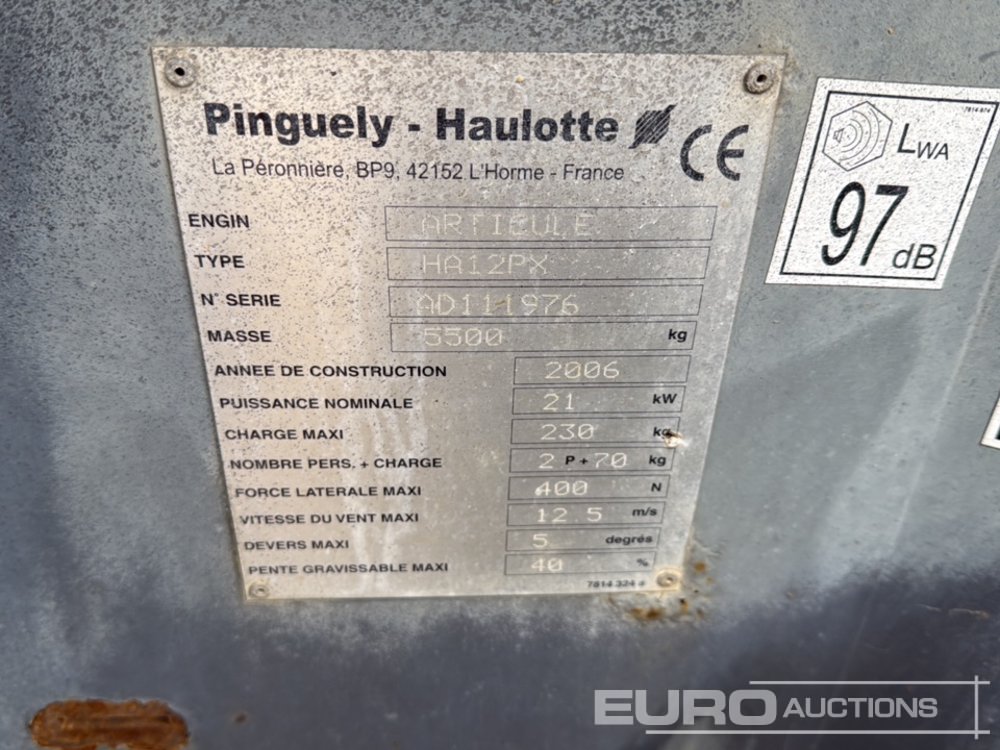 Pinguely - Haulotte
CE
La Péronnière, BP9, 42152 L'Horme - France
ENGIN ARTICULE
TYPE HA12PX
N° SERIE AD111976
MASSE 5500 kg
ANNEE DE CONSTRUCTION 2006
PUISSANCE NOMINALE 21 kW
CHARGE MAXI 230 kg
NOMBRE PERS. + CHARGE 2 P + 70 kg
FORCE LATERALE MAXI 400 N
VITESSE DU VENT MAXI 12.5 m/s
DEVERS MAXI 5 degrés
PENTE GRAVISSABLE MAXI 40 %
7814 324
LWA
97 dB
EURO AUCTIONS